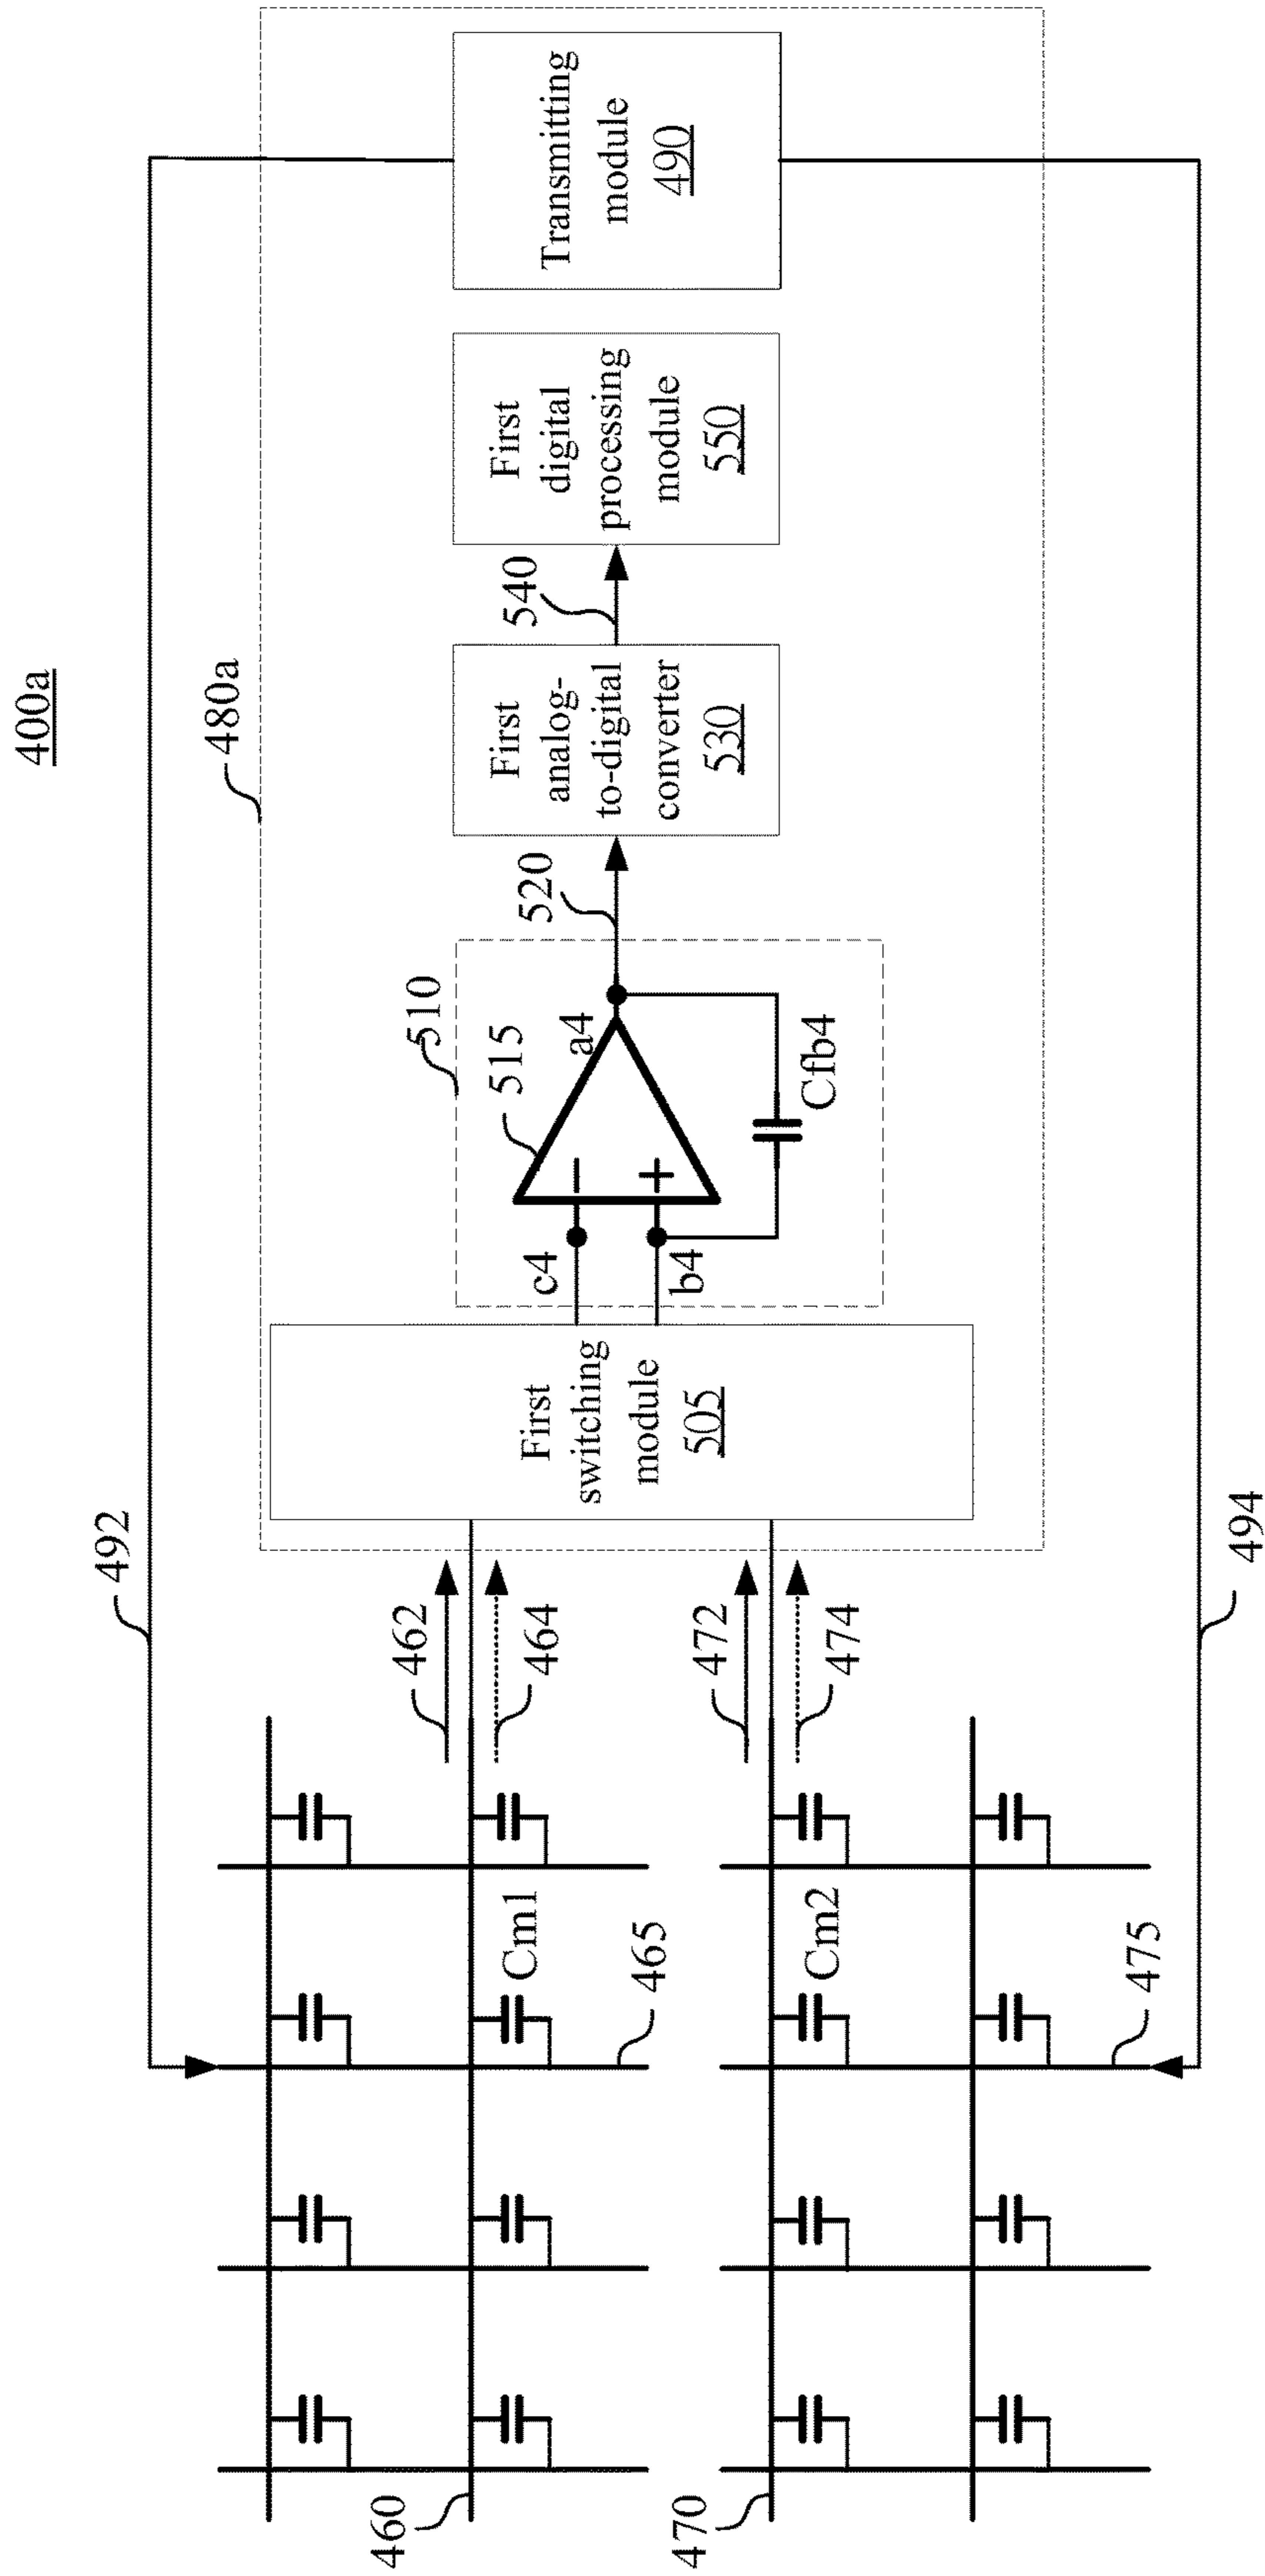 400a
480a
492
494
510
515
a4
520
540
c4
b4
Cfb4
First
switching
module
505
First
analog-
to-digital
converter
530
First
digital
processing
module
550
Transmitting
module
490
462
464
472
474
Cm1
465
Cm2
475
460
470